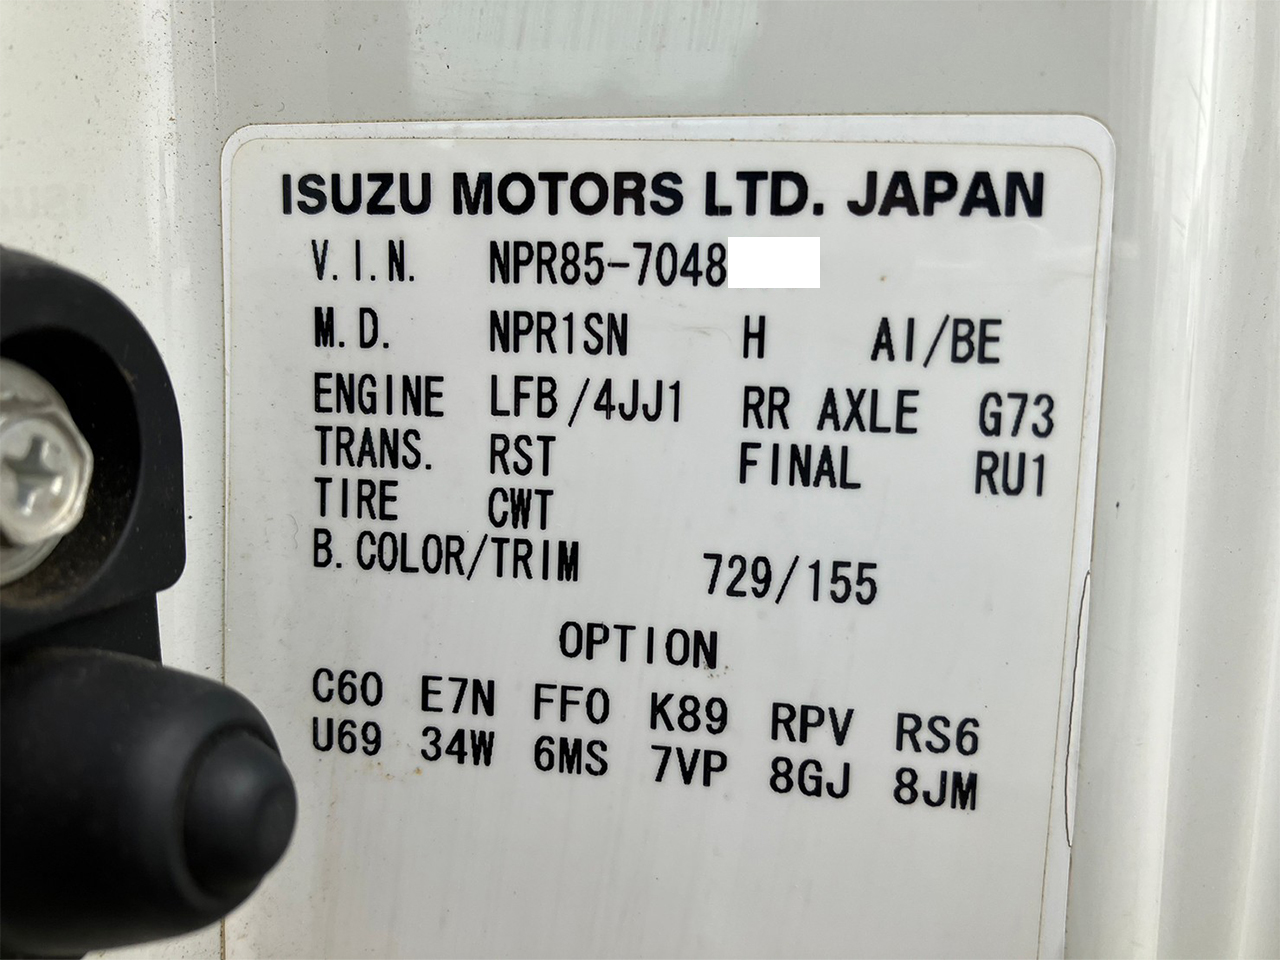 ISUZU MOTORS LTD. JAPAN
V.I.N. NPR85-7048
M.D. NPR1SN H AI/BE
ENGINE LFB/4JJ1 RR AXLE G73
TRANS. RST FINAL RU1
TIRE CWT
B.COLOR/TRIM 729/155
OPTION
C60 E7N FF0 K89 RPV RS6
U69 34W 6MS 7VP 8GJ 8JM